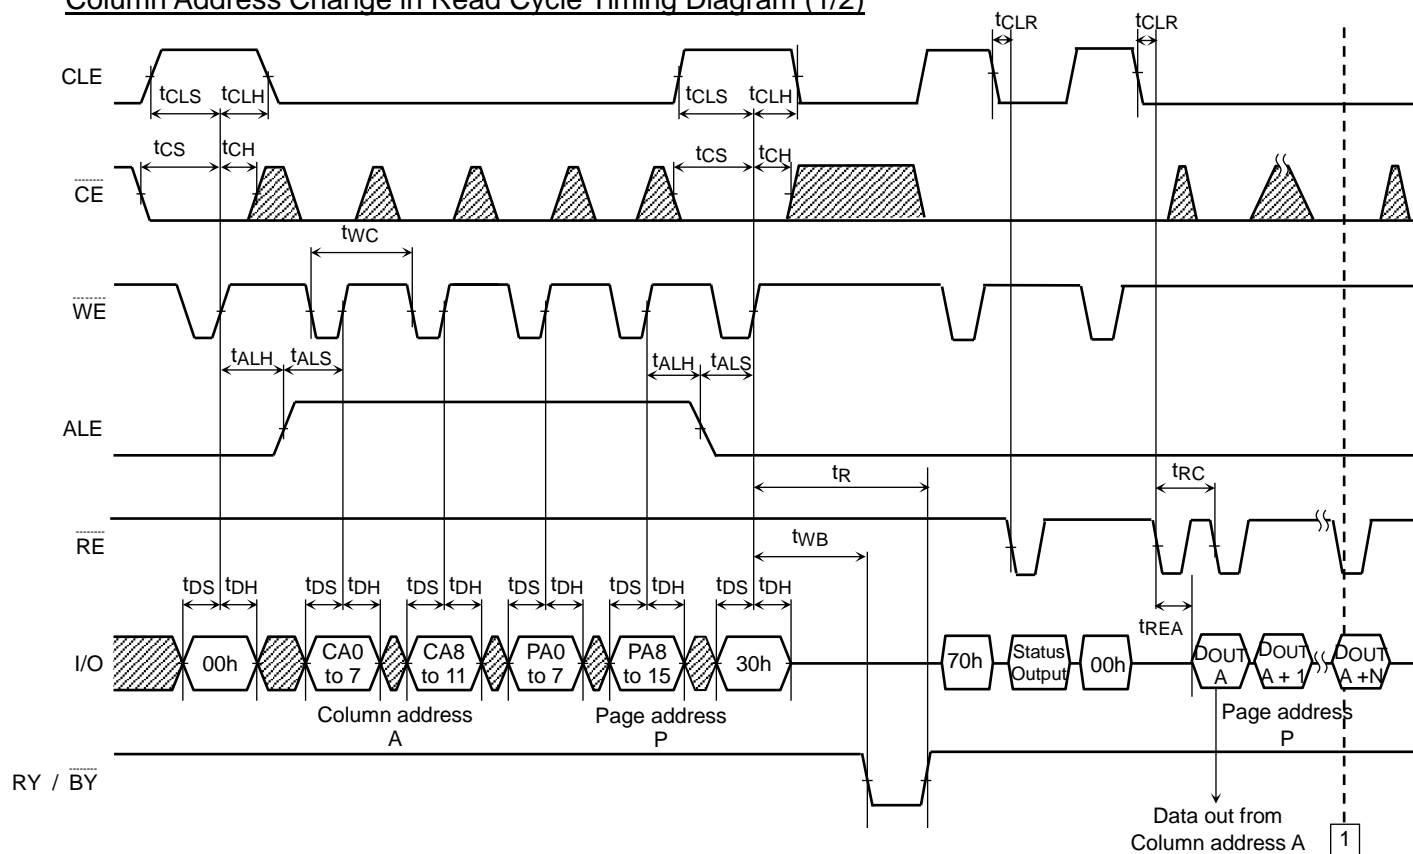 Column Address Change in Read Cycle Timing Diagram (1/2)
tCLR tCLR
CLE
tCLS tCLH tCLS tCLH
tCS tCH tCS tCH
CE
tWC
WE
tALH tALS tALH tALS
ALE
tR tRC
RE
tWB
tDS tDH tDS tDH tDS tDH tDS tDH tDS tDH tDS tDH
tREA
I/O
00h
CA0
to 7
CA8
to 11
PA0
to 7
PA8
to 15
30h
70h
Status
Output
00h
DOUT
A
DOUT
A + 1
DOUT
A +N
Column address
A
Page address
P
Page address
P
RY / BY
Data out from
Column address A
1